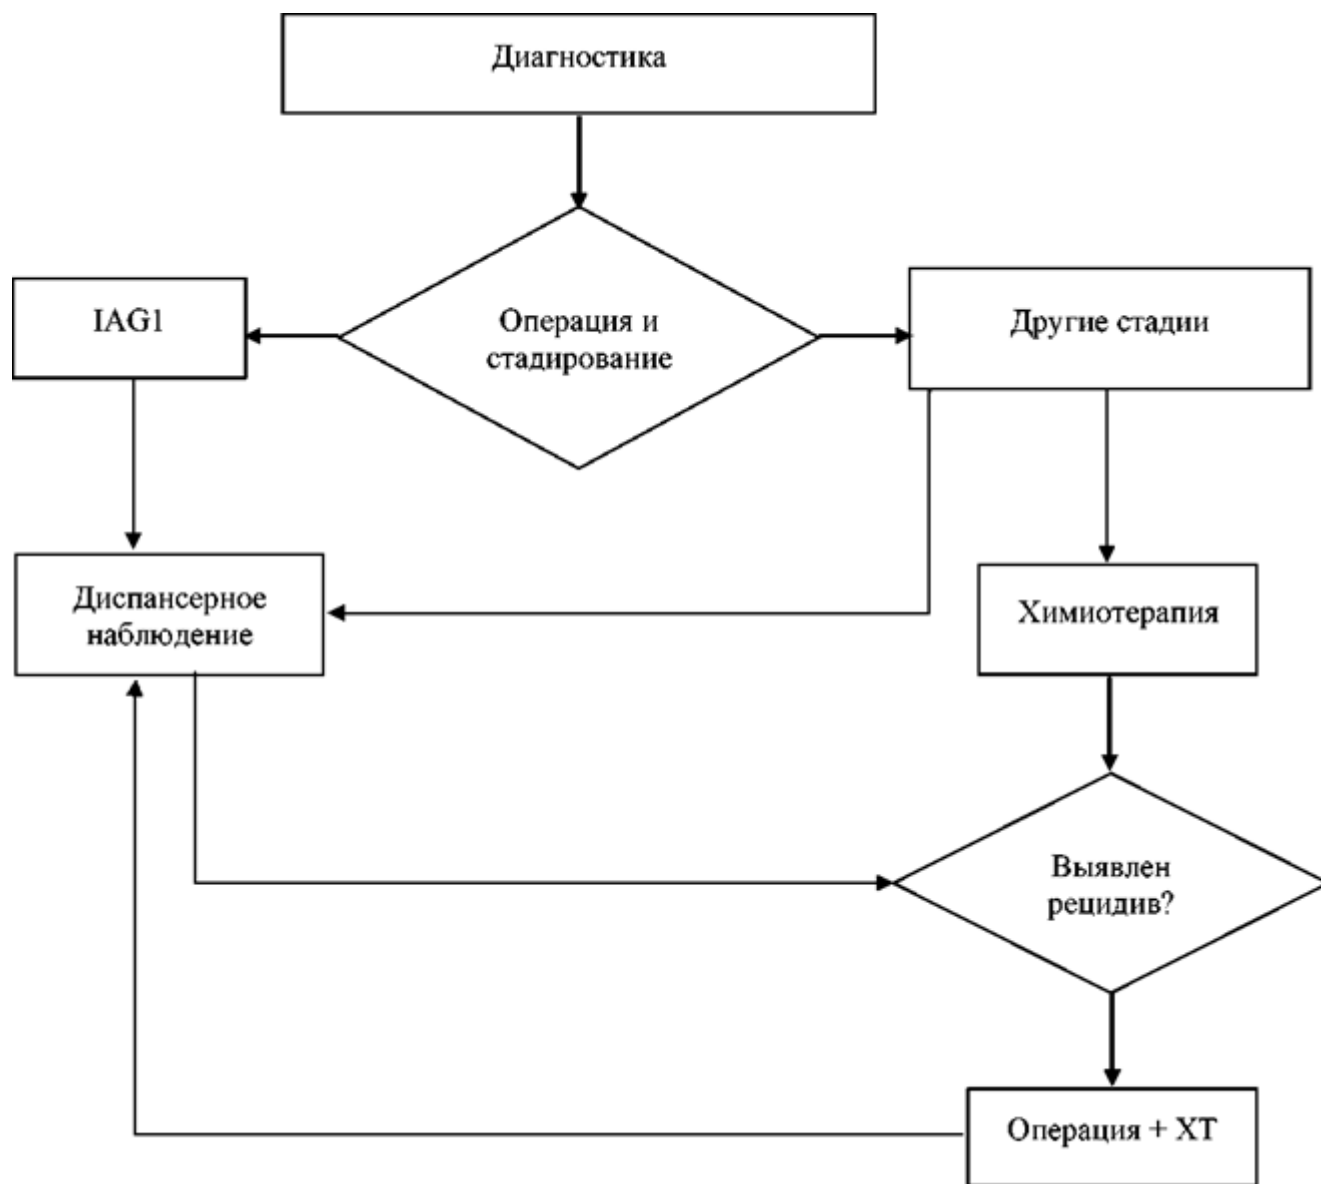 Диагностика
IAG1
Операция и
стадирование
Другие стадии
Диспансерное
наблюдение
Химиотерапия
Выявлен
рецидив?
Операция + ХТ